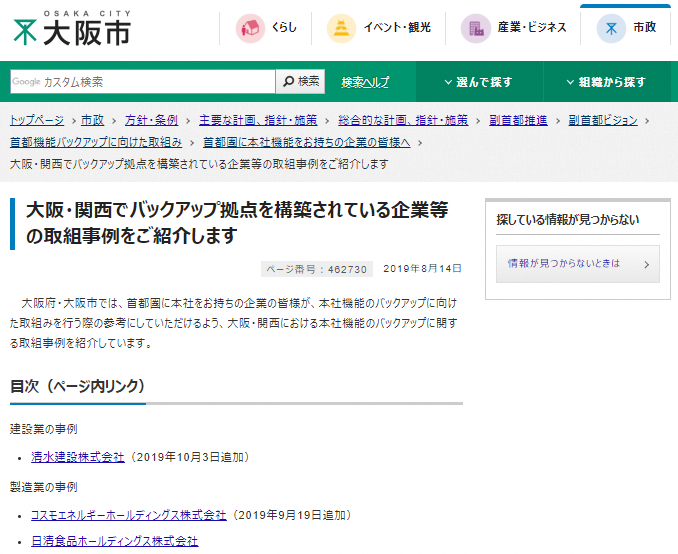 OSAKA CITY
大阪市
くらし
イベント・観光
産業・ビジネス
市政
Google カスタム検索
検索
検索ヘルプ
選んで探す
組織から探す
トップページ > 市政 > 方針・条例 > 主要な計画、指針・施策 > 総合的な計画、指針・施策 > 副首都推進 > 副首都ビジョン >
首都機能バックアップに向けた取組み > 首都圏に本社機能をお持ちの企業の皆様へ >
大阪・関西でバックアップ拠点を構築されている企業等の取組事例をご紹介します
大阪・関西でバックアップ拠点を構築されている企業等
の取組事例をご紹介します
ページ番号：462730
2019年8月14日
大阪府・大阪市では、首都圏に本社をお持ちの企業の皆様が、本社機能のバックアップに向け
た取組みを行う際の参考にしていただけるよう、大阪・関西における本社機能のバックアップに関す
る取組事例を紹介しています。
目次（ページ内リンク）
建設業の事例
・ 清水建設株式会社（2019年10月3日追加）
製造業の事例
・ コスモエネルギーホールディングス株式会社（2019年9月19日追加）
・ 日清食品ホールディングス株式会社
探している情報が見つからない
情報が見つからないときは